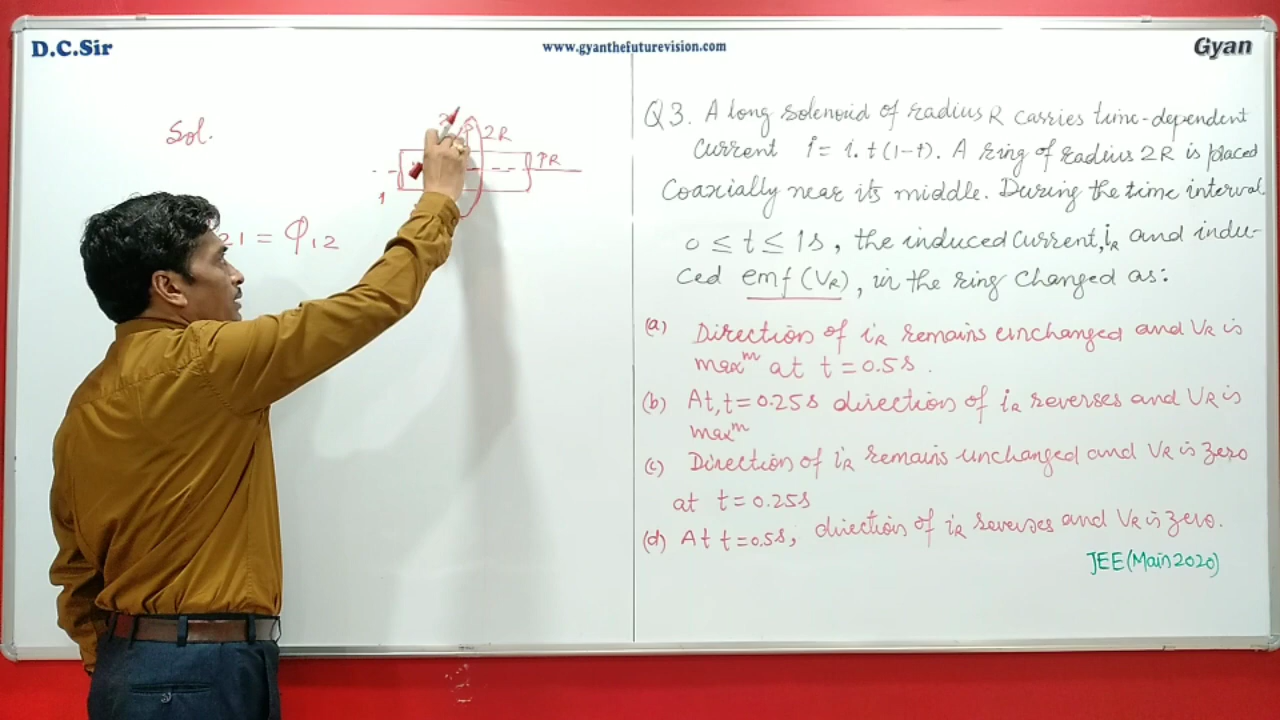 D.C.Sir
www.gyanthefuturevision.com
Gyan
Sol.
21 = φ12
2R
R
1
Q3. A long solenoid of radius R carries time-dependent
Current i = i. t (1-t). A ring of radius 2R is placed
Coaxially near its middle. During the time interval
0 ≤ t ≤ 1s, the induced Current, iR and indu-
ced emf (VR), in the ring changed as:
(a) Direction of iR remains unchanged and VR is
maxm at t = 0.5s.
(b) At, t = 0.25s direction of iR reverses and VR is
maxm
(c) Direction of iR remains unchanged and VR is zero
at t = 0.25s
(d) At t = 0.5s, direction of iR reverses and VR is zero.
JEE (Main 2020)